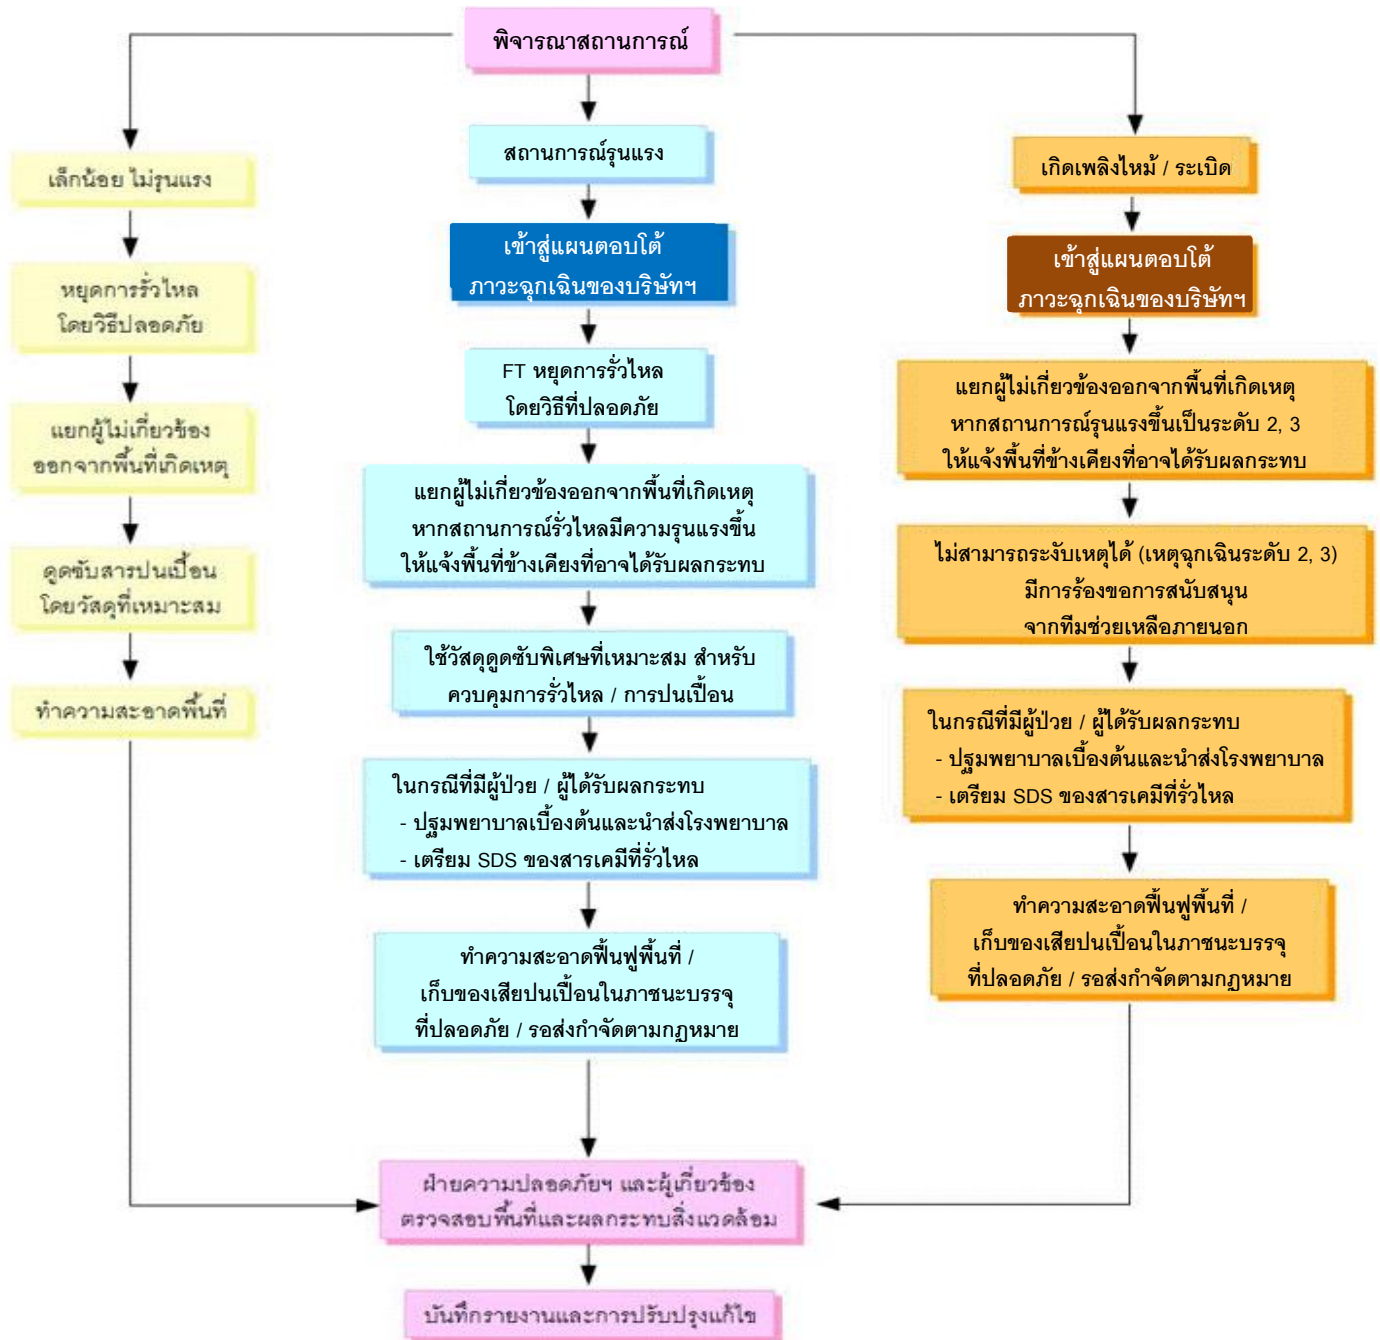 พิจารณาสถานการณ์
เล็กน้อย ไม่รุนแรง
หยุดการรั่วไหล
โดยวิธีปลอดภัย
แยกผู้ไม่เกี่ยวข้อง
ออกจากพื้นที่เกิดเหตุ
ดูดซับสารปนเปื้อน
โดยวัสดุที่เหมาะสม
ทำความสะอาดพื้นที่
สถานการณ์รุนแรง
เข้าสู่แผนตอบโต้
ภาวะฉุกเฉินของบริษัทฯ
FT หยุดการรั่วไหล
โดยวิธีที่ปลอดภัย
แยกผู้ไม่เกี่ยวข้องออกจากพื้นที่เกิดเหตุ
หากสถานการณ์รั่วไหลมีความรุนแรงขึ้น
ให้แจ้งพื้นที่ข้างเคียงที่อาจได้รับผลกระทบ
ใช้วัสดุดูดซับพิเศษที่เหมาะสม สำหรับ
ควบคุมการรั่วไหล / การปนเปื้อน
ในกรณีที่มีผู้ป่วย / ผู้ได้รับผลกระทบ
- ปฐมพยาบาลเบื้องต้นและนำส่งโรงพยาบาล
- เตรียม SDS ของสารเคมีที่รั่วไหล
ทำความสะอาดฟื้นฟูพื้นที่ /
เก็บของเสียปนเปื้อนในภาชนะบรรจุ
ที่ปลอดภัย / รอส่งกำจัดตามกฎหมาย
เกิดเพลิงไหม้ / ระเบิด
เข้าสู่แผนตอบโต้
ภาวะฉุกเฉินของบริษัทฯ
แยกผู้ไม่เกี่ยวข้องออกจากพื้นที่เกิดเหตุ
หากสถานการณ์รุนแรงขึ้นเป็นระดับ 2, 3
ให้แจ้งพื้นที่ข้างเคียงที่อาจได้รับผลกระทบ
ไม่สามารถระงับเหตุได้ (เหตุฉุกเฉินระดับ 2, 3)
มีการร้องขอการสนับสนุน
จากทีมช่วยเหลือภายนอก
ในกรณีที่มีผู้ป่วย / ผู้ได้รับผลกระทบ
- ปฐมพยาบาลเบื้องต้นและนำส่งโรงพยาบาล
- เตรียม SDS ของสารเคมีที่รั่วไหล
ทำความสะอาดฟื้นฟูพื้นที่ /
เก็บของเสียปนเปื้อนในภาชนะบรรจุ
ที่ปลอดภัย / รอส่งกำจัดตามกฎหมาย
ฝ่ายความปลอดภัยฯ และผู้เกี่ยวข้อง
ตรวจสอบพื้นที่และผลกระทบสิ่งแวดล้อม
บันทึกรายงานและการปรับปรุงแก้ไข